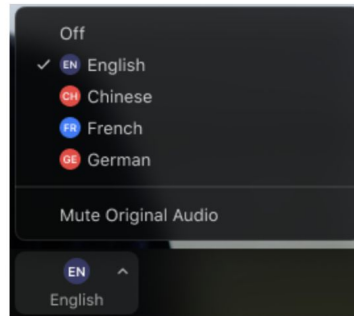 Off
EN English
CH Chinese
FR French
GE German
Mute Original Audio
EN
English